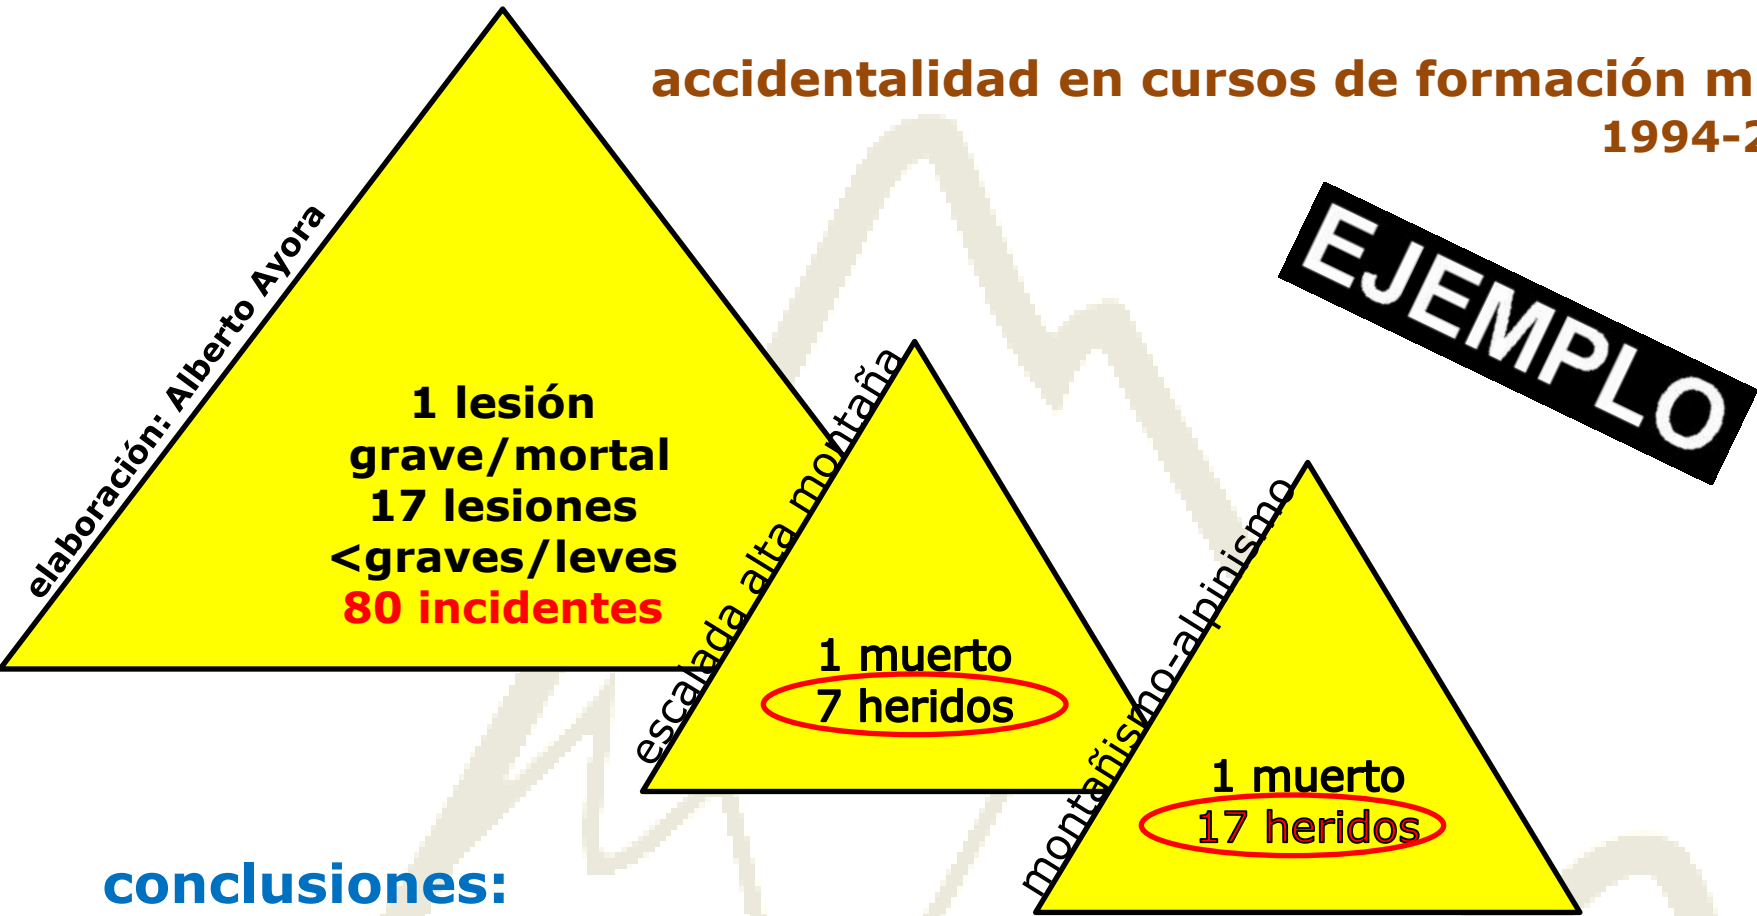 accidentalidad en cursos de formación m
1994-2
EJEMPLO
elaboración: Alberto Ayora
1 lesión
grave/mortal
17 lesiones
<graves/leves
80 incidentes
escalada alta montaña
1 muerto
7 heridos
montañismo-alpinismo
1 muerto
17 heridos
conclusiones: